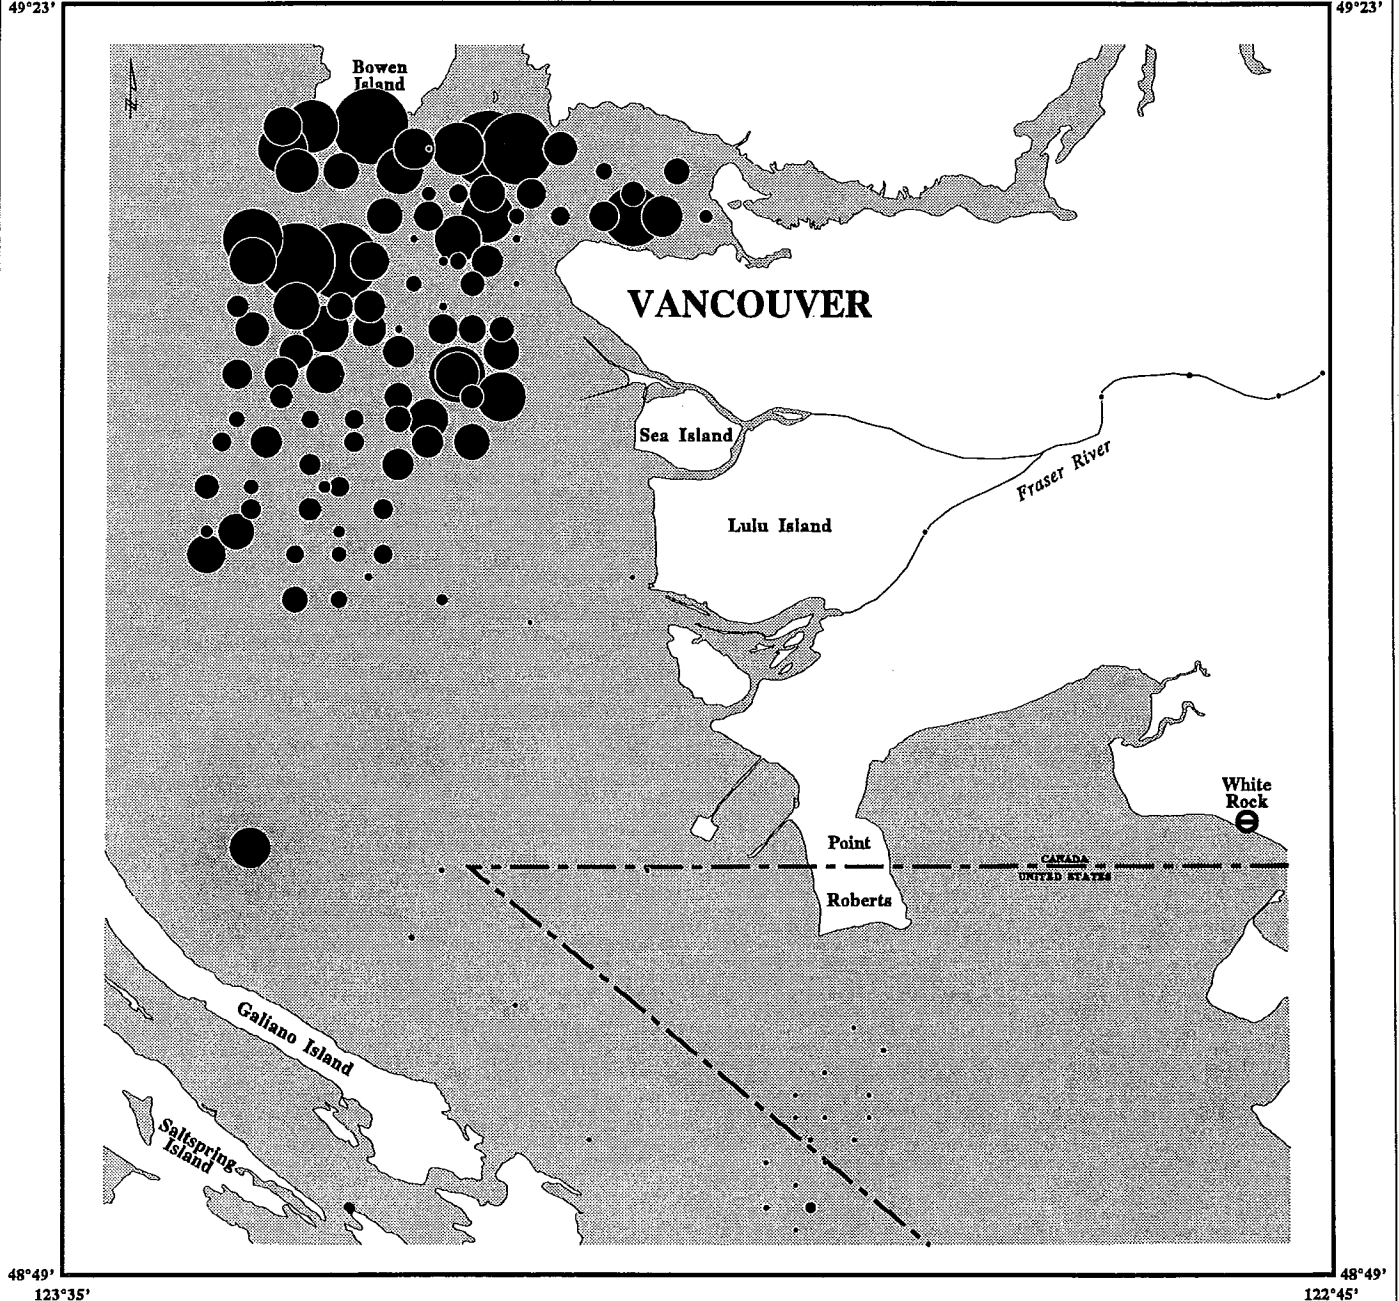 49°23'
49°23'
Bowen
Island
N
VANCOUVER
Sea Island
Fraser River
Lulu Island
White
Rock
Point
CANADA
UNITED STATES
Roberts
Galiano Island
Saltspring
Island
48°49'
48°49'
123°35'
122°45'